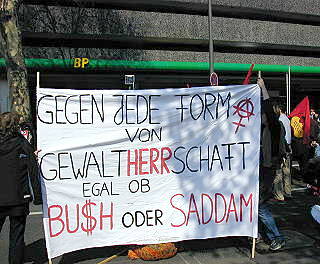 BP
GEGEN JEDE FORM
VON
GEWALTHERRSCHAFT
EGAL OB
BU$H ODER SADDAM